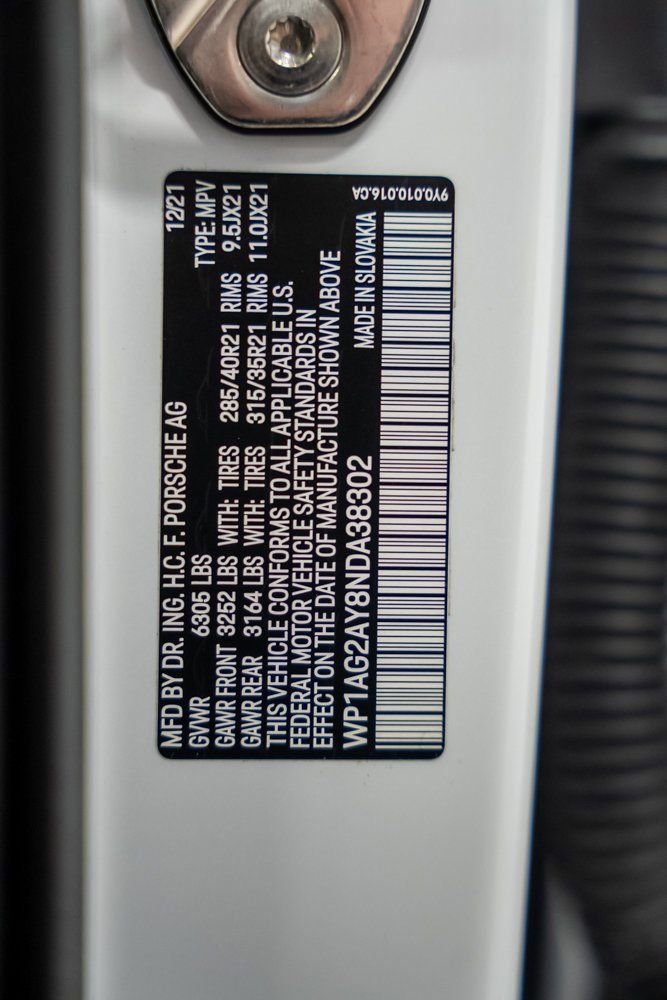 MFD BY DR. ING. H.C. F. PORSCHE AG 12/21
GVWR 6305 LBS TYPE: MPV
GAWR FRONT 3252 LBS WITH: TIRES 285/40R21 RIMS 9.5JX21
GAWR REAR 3164 LBS WITH: TIRES 315/35R21 RIMS 11.0JX21
THIS VEHICLE CONFORMS TO ALL APPLICABLE U.S.
FEDERAL MOTOR VEHICLE SAFETY STANDARDS IN
EFFECT ON THE DATE OF MANUFACTURE SHOWN ABOVE
WP1AG2AY8NDA38302 MADE IN SLOVAKIA
9Y0.010.016.CA